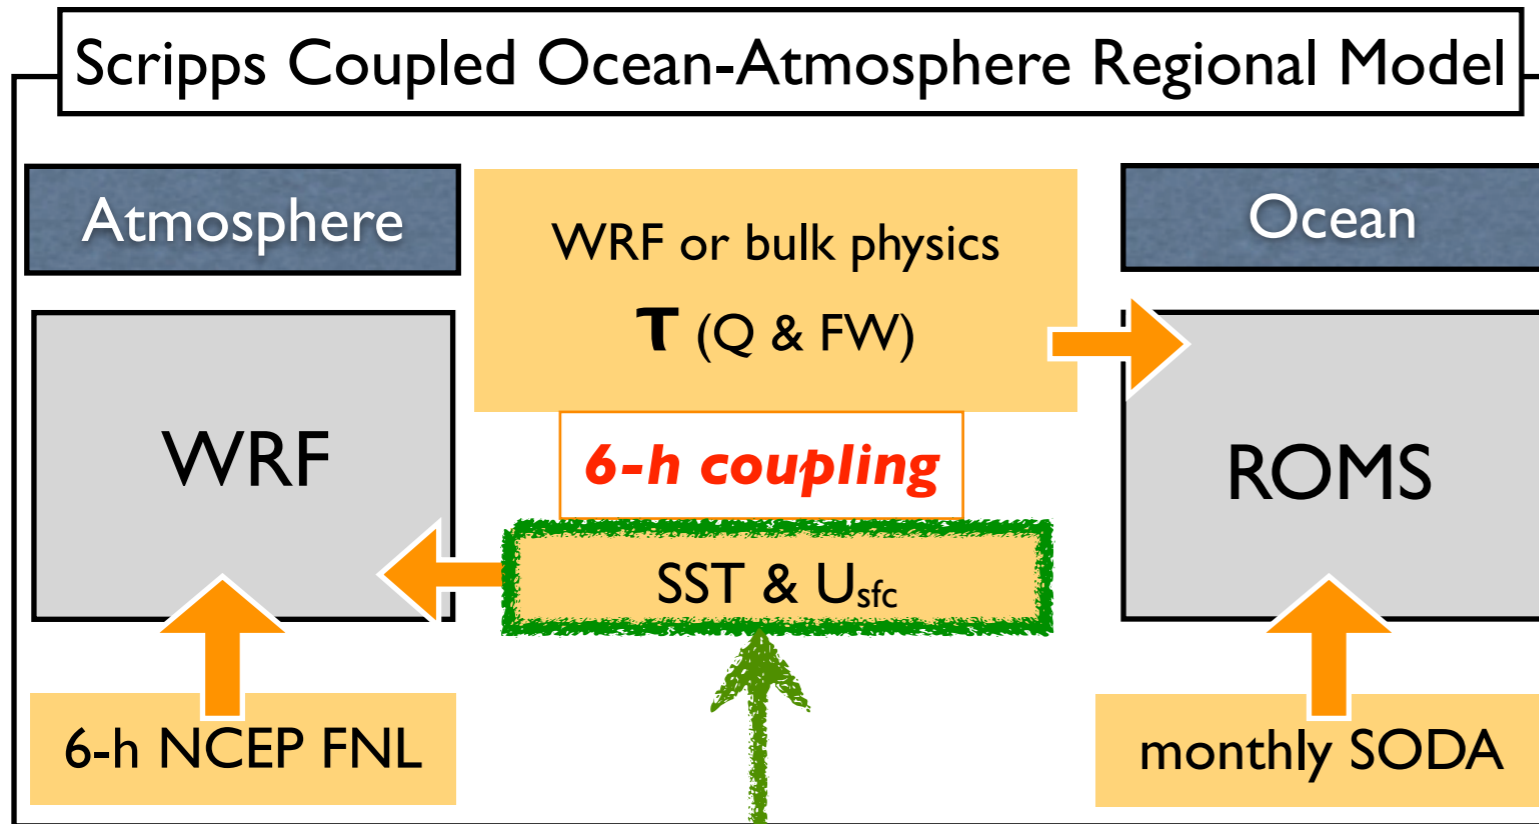 Scripps Coupled Ocean-Atmosphere Regional Model
Atmosphere
WRF or bulk physics
τ (Q & FW)
Ocean
WRF
6-h coupling
ROMS
SST & Usfc
6-h NCEP FNL
monthly SODA